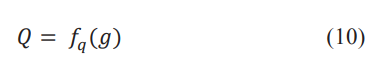 Q = f_q(g) (10)